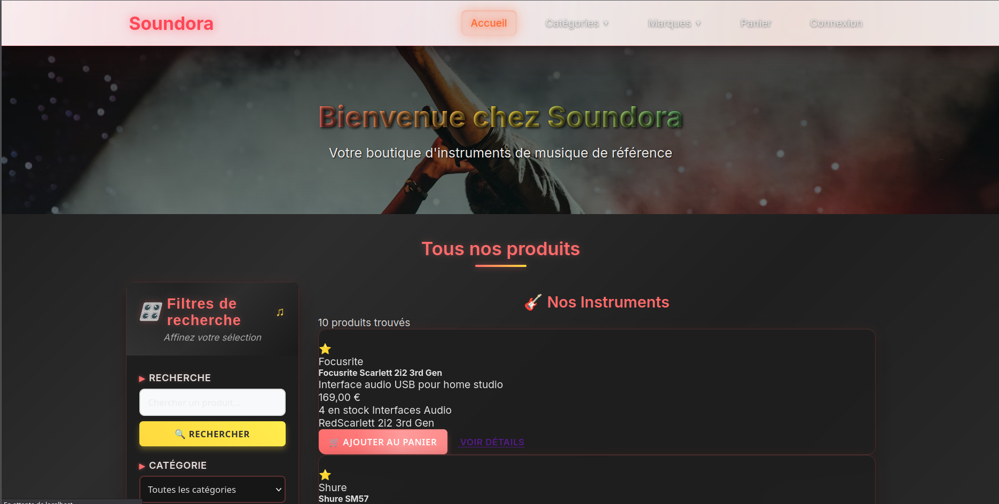 Soundora
Accueil
Catégories ▼
Marques ▼
Panier
Connexion
Bienvenue chez Soundora
Votre boutique d'instruments de musique de référence
Tous nos produits
Filtres de
recherche
Affinez votre sélection
▶ RECHERCHE
Chercher un produit...
🔍 RECHERCHER
▶ CATÉGORIE
Toutes les catégories
🎸 Nos Instruments
10 produits trouvés
⭐
Focusrite
Focusrite Scarlett 2i2 3rd Gen
Interface audio USB pour home studio
169,00 €
4 en stock Interfaces Audio
RedScarlett 2i2 3rd Gen
🛒 AJOUTER AU PANIER
VOIR DÉTAILS
⭐
Shure
Shure SM57